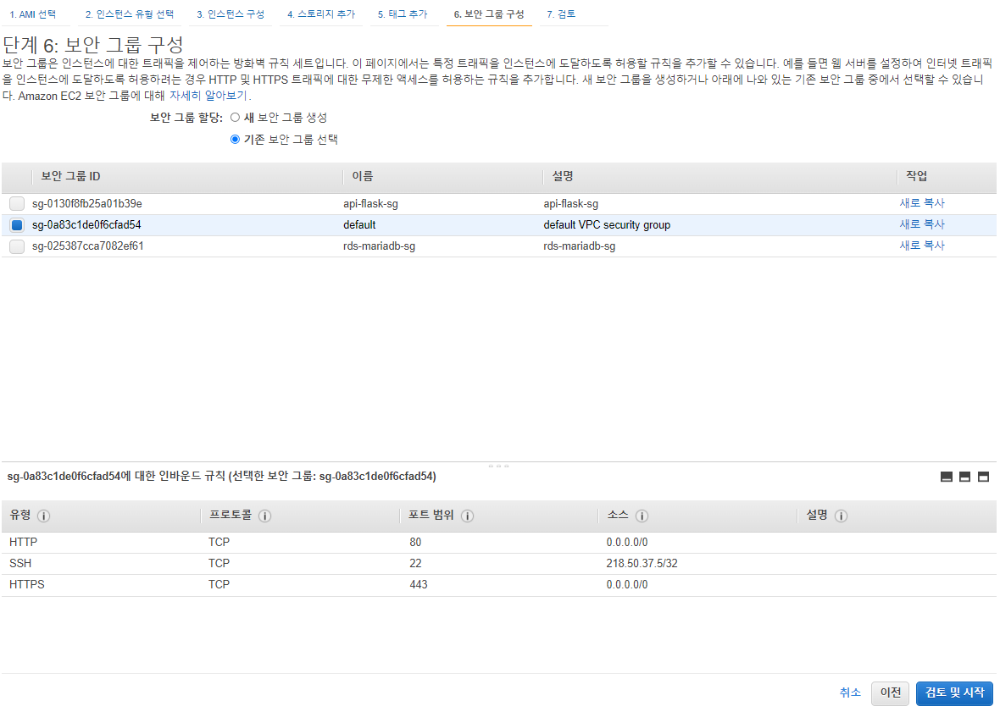 1. AMI 선택 2. 인스턴스 유형 선택 3. 인스턴스 구성 4. 스토리지 추가 5. 태그 추가 6. 보안 그룹 구성 7. 검토
단계 6: 보안 그룹 구성
보안 그룹은 인스턴스에 대한 트래픽을 제어하는 방화벽 규칙 세트입니다. 이 페이지에서는 특정 트래픽을 인스턴스에 도달하도록 허용할 규칙을 추가할 수 있습니다. 예를 들면 웹 서버를 설정하여 인터넷 트래픽
을 인스턴스에 도달하도록 허용하려는 경우 HTTP 및 HTTPS 트래픽에 대한 무제한 액세스를 허용하는 규칙을 추가합니다. 새 보안 그룹을 생성하거나 아래에 나와 있는 기존 보안 그룹 중에서 선택할 수 있습니
다. Amazon EC2 보안 그룹에 대해 자세히 알아보기.
보안 그룹 할당: 새 보안 그룹 생성
기존 보안 그룹 선택
보안 그룹 ID 이름 설명 작업
sg-0130f8fb25a01b39e api-flask-sg api-flask-sg 새로 복사
sg-0a83c1de0f6cfad54 default default VPC security group 새로 복사
sg-025387cca7082ef61 rds-mariadb-sg rds-mariadb-sg 새로 복사
sg-0a83c1de0f6cfad54에 대한 인바운드 규칙 (선택한 보안 그룹: sg-0a83c1de0f6cfad54)
유형 프로토콜 포트 범위 소스 설명
HTTP TCP 80 0.0.0.0/0
SSH TCP 22 218.50.37.5/32
HTTPS TCP 443 0.0.0.0/0
취소 이전 검토 및 시작